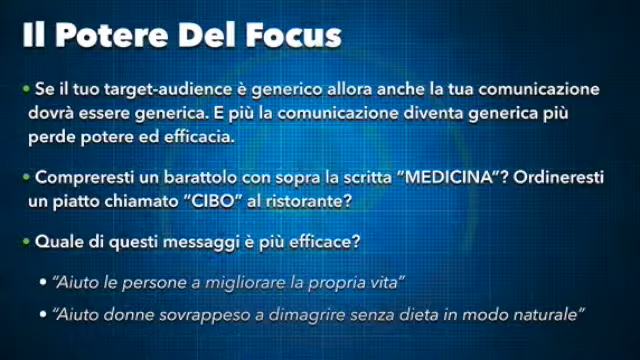 Il Potere Del Focus
• Se il tuo target-audience è generico allora anche la tua comunicazione
dovrà essere generica. E più la comunicazione diventa generica più
perde potere ed efficacia.
• Compreresti un barattolo con sopra la scritta “MEDICINA”? Ordineresti
un piatto chiamato “CIBO” al ristorante?
• Quale di questi messaggi è più efficace?
• “Aiuto le persone a migliorare la propria vita”
• “Aiuto donne sovrappeso a dimagrire senza dieta in modo naturale”